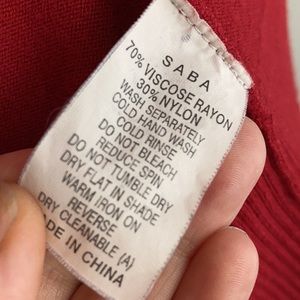 SABA
70% VISCOSE RAYON
30% NYLON
WASH SEPARATELY
COLD HAND WASH
COLD RINSE
DO NOT BLEACH
REDUCE SPIN
DO NOT TUMBLE DRY
DRY FLAT IN SHADE
WARM IRON ON
REVERSE
DRY CLEANABLE (A)
MADE IN CHINA